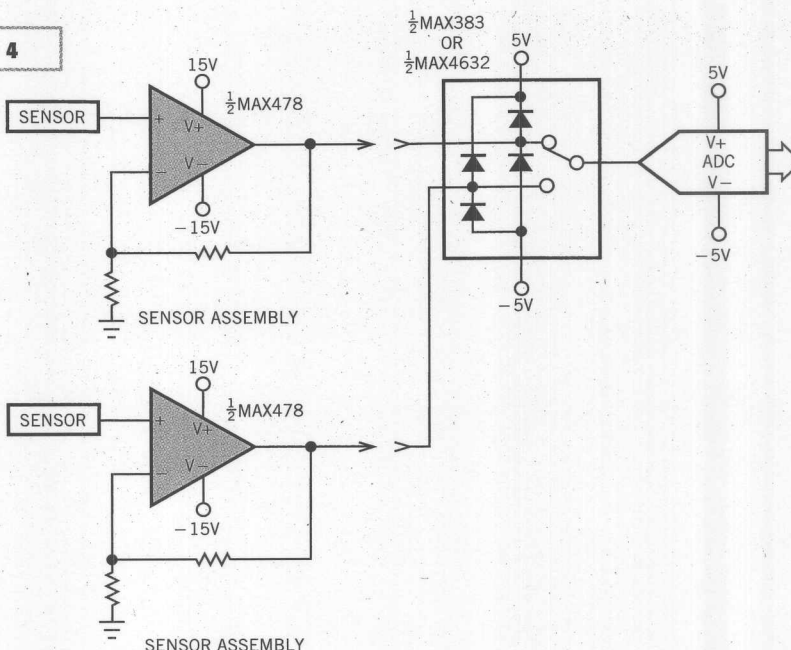 4
½MAX383
OR
½MAX4632
5V
15V
½MAX478
SENSOR
+
V+
−
V−
−15V
SENSOR ASSEMBLY
5V
V+
ADC
V−
−5V
−5V
15V
½MAX478
SENSOR
+
V+
−
V−
−15V
SENSOR ASSEMBLY